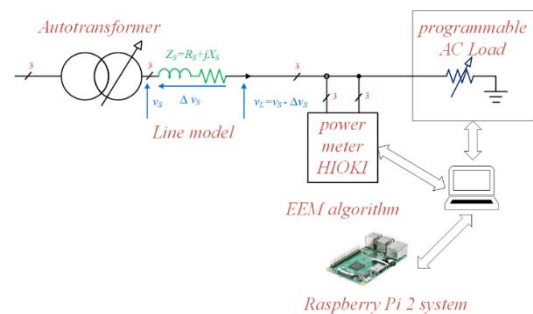 Autotransformer
programmable
AC Load
Z_S=R_S+jX_S
3
3
3
v_S
Δ v_S
v_L=v_S- Δv_S
3
3
Line model
power
meter
HIOKI
EEM algorithm
Raspberry Pi 2 system